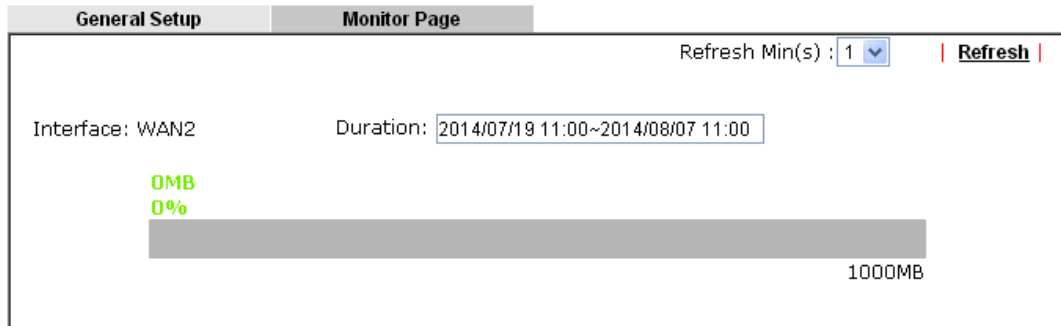 General Setup Monitor Page
Refresh Min(s) : 1 | Refresh |
Interface: WAN2 Duration: 2014/07/19 11:00~2014/08/07 11:00
0MB
0%
1000MB